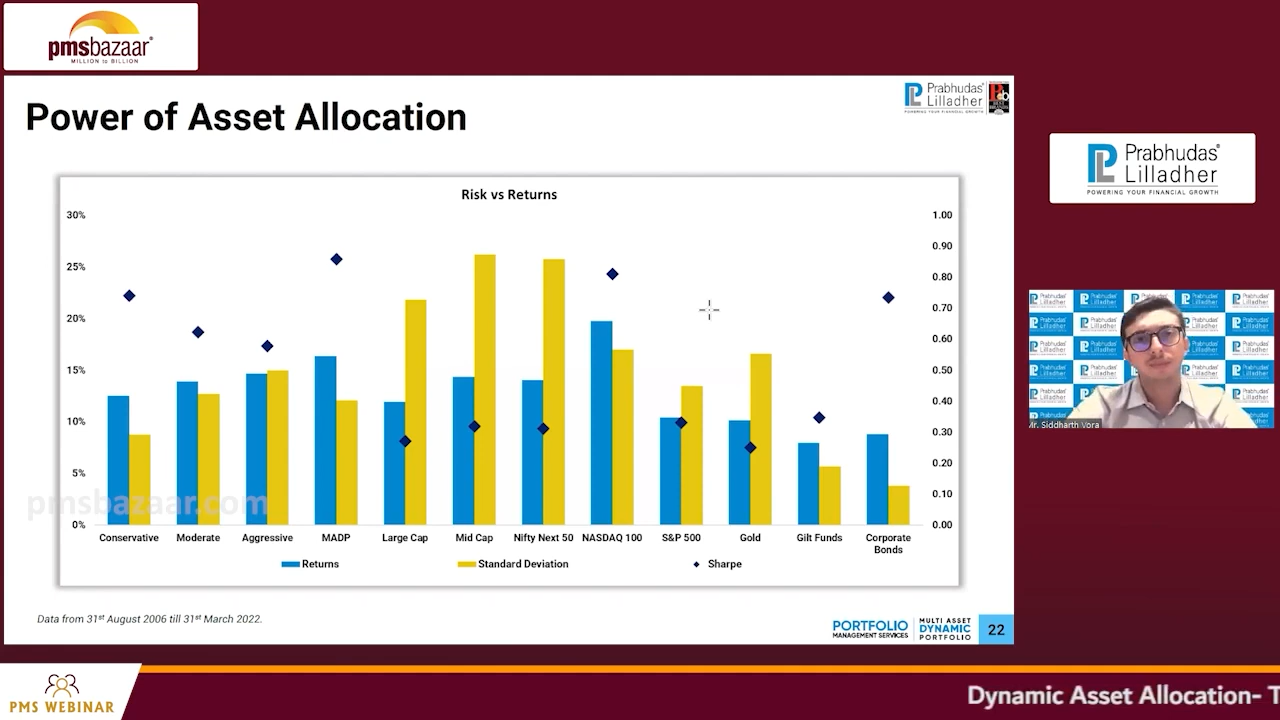 pmsbazaar
MILLION to BILLION
Power of Asset Allocation
Prabhudas
Lilladher
POWERING YOUR FINANCIAL GROWTH
Risk vs Returns
30%
25%
20%
15%
10%
5%
0%
1.00
0.90
0.80
0.70
0.60
0.50
0.40
0.30
0.20
0.10
0.00
pmsbazaar.com
Conservative Moderate Aggressive MADP Large Cap Mid Cap Nifty Next 50 NASDAQ 100 S&P 500 Gold Gilt Funds Corporate
Bonds
Returns Standard Deviation Sharpe
Data from 31st August 2006 till 31st March 2022.
PORTFOLIO
MANAGEMENT SERVICES
MULTI ASSET
DYNAMIC
PORTFOLIO
22
Prabhudas
Lilladher
POWERING YOUR FINANCIAL GROWTH
Mr. Siddharth Vora
PMS WEBINAR
Dynamic Asset Allocation- T